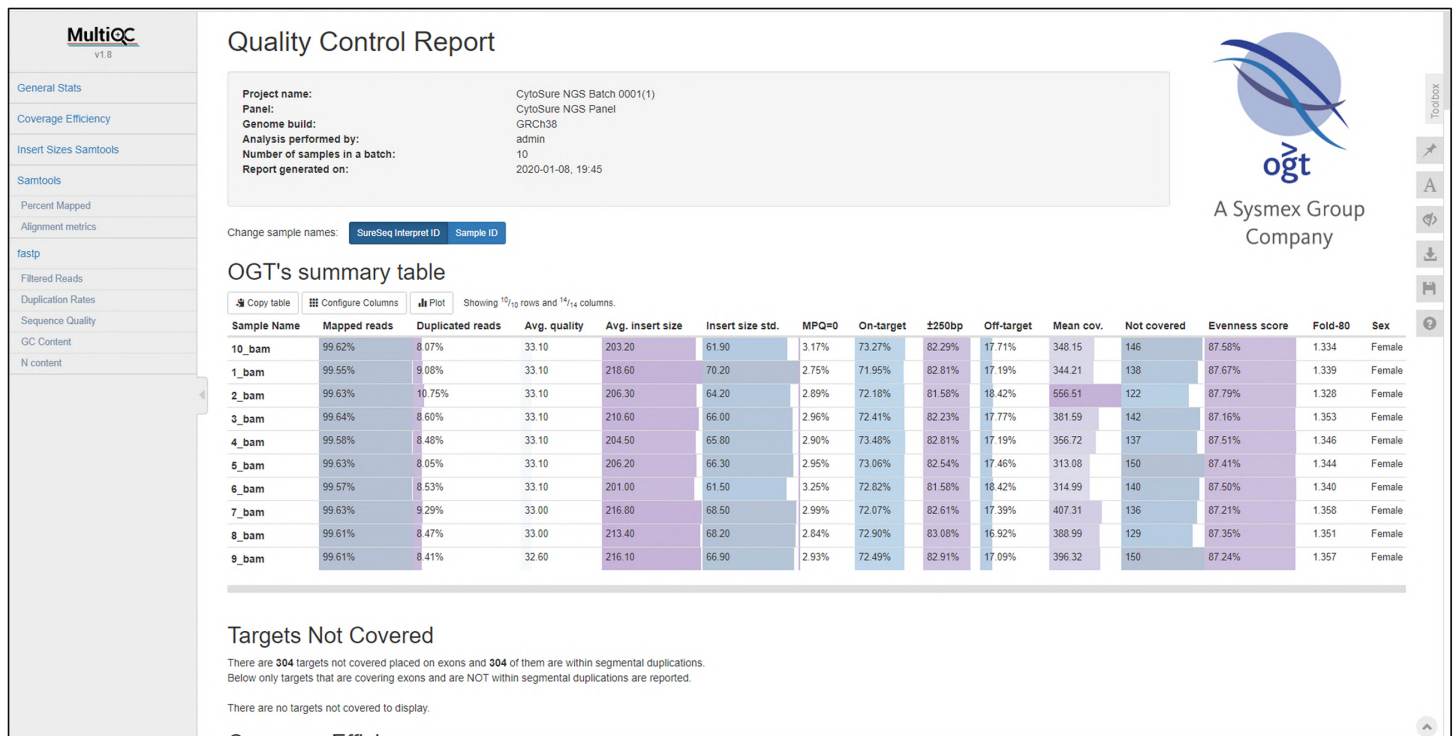 MultiQC
v1.8
General Stats
Coverage Efficiency
Insert Sizes Samtools
Samtools
Percent Mapped
Alignment metrics
fastp
Filtered Reads
Duplication Rates
Sequence Quality
GC Content
N content
Quality Control Report
Project name: CytoSure NGS Batch 0001(1)
Panel: CytoSure NGS Panel
Genome build: GRCh38
Analysis performed by: admin
Number of samples in a batch: 10
Report generated on: 2020-01-08, 19:45
ogt
A Sysmex Group
Company
Toolbox
A
Change sample names: SureSeq Interpret ID Sample ID
OGT's summary table
Copy table Configure Columns Plot Showing 10/10 rows and 14/14 columns.
Sample Name Mapped reads Duplicated reads Avg. quality Avg. insert size Insert size std. MPQ=0 On-target ±250bp Off-target Mean cov. Not covered Evenness score Fold-80 Sex
10_bam 99.62% 8.07% 33.10 203.20 61.90 3.17% 73.27% 82.29% 17.71% 348.15 146 87.58% 1.334 Female
1_bam 99.55% 9.08% 33.10 218.60 70.20 2.75% 71.95% 82.81% 17.19% 344.21 138 87.67% 1.339 Female
2_bam 99.63% 10.75% 33.10 206.30 64.20 2.89% 72.18% 81.58% 18.42% 556.51 122 87.79% 1.328 Female
3_bam 99.64% 8.60% 33.10 210.60 66.00 2.96% 72.41% 82.23% 17.77% 381.59 142 87.16% 1.353 Female
4_bam 99.58% 8.48% 33.10 204.50 65.80 2.90% 73.48% 82.81% 17.19% 356.72 137 87.51% 1.346 Female
5_bam 99.63% 8.05% 33.10 206.20 66.30 2.95% 73.06% 82.54% 17.46% 313.08 150 87.41% 1.344 Female
6_bam 99.57% 8.53% 33.10 201.00 61.50 3.25% 72.82% 81.58% 18.42% 314.99 140 87.50% 1.340 Female
7_bam 99.63% 9.29% 33.00 216.80 68.50 2.99% 72.07% 82.61% 17.39% 407.31 136 87.21% 1.358 Female
8_bam 99.61% 8.47% 33.00 213.40 68.20 2.84% 72.90% 83.08% 16.92% 388.99 129 87.35% 1.351 Female
9_bam 99.61% 8.41% 32.60 216.10 66.90 2.93% 72.49% 82.91% 17.09% 396.32 150 87.24% 1.357 Female
Targets Not Covered
There are 304 targets not covered placed on exons and 304 of them are within segmental duplications.
Below only targets that are covering exons and are NOT within segmental duplications are reported.
There are no targets not covered to display.